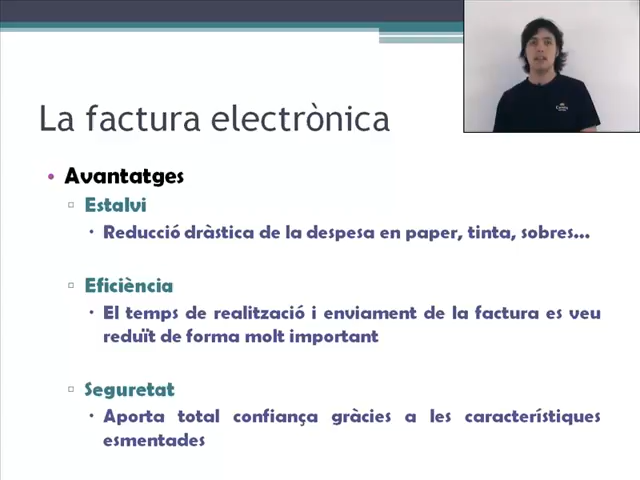 La factura electrònica
Avantatges
Estalvi
Reducció dràstica de la despesa en paper, tinta, sobres...
Eficiència
El temps de realització i enviament de la factura es veu
reduït de forma molt important
Seguretat
Aporta total confiança gràcies a les característiques
esmentades